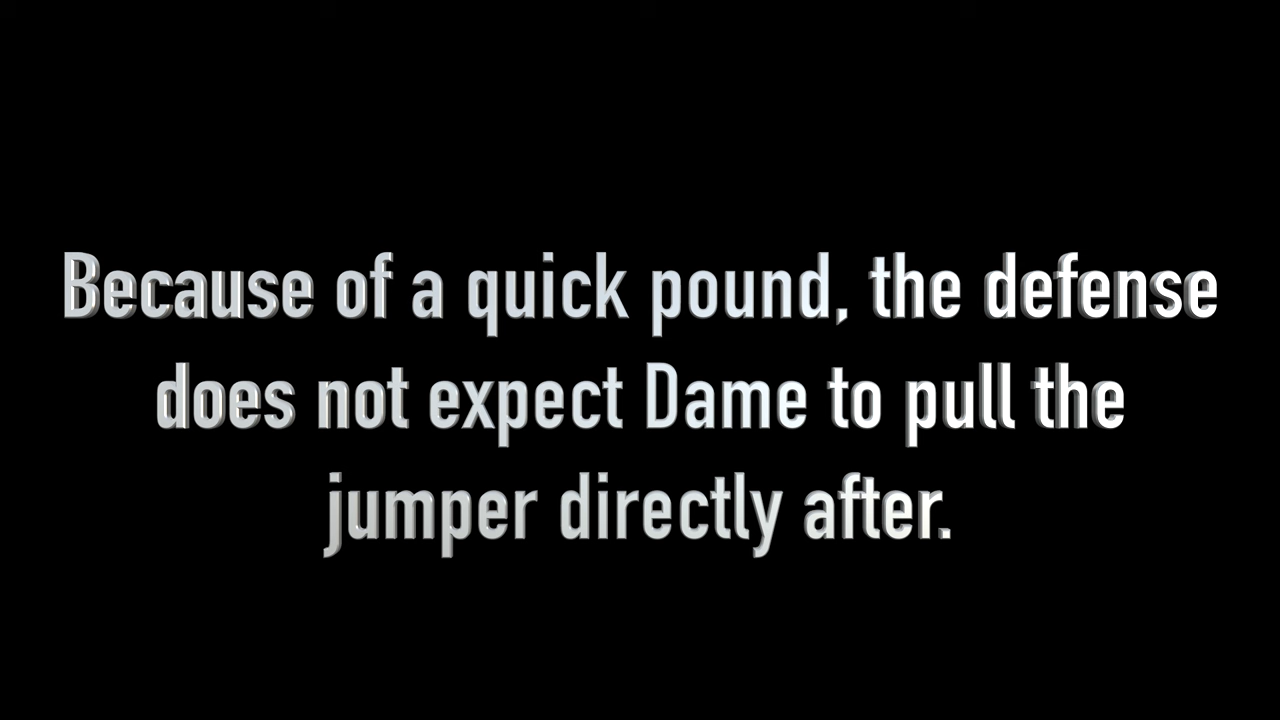 Because of a quick pound, the defense
does not expect Dame to pull the
jumper directly after.